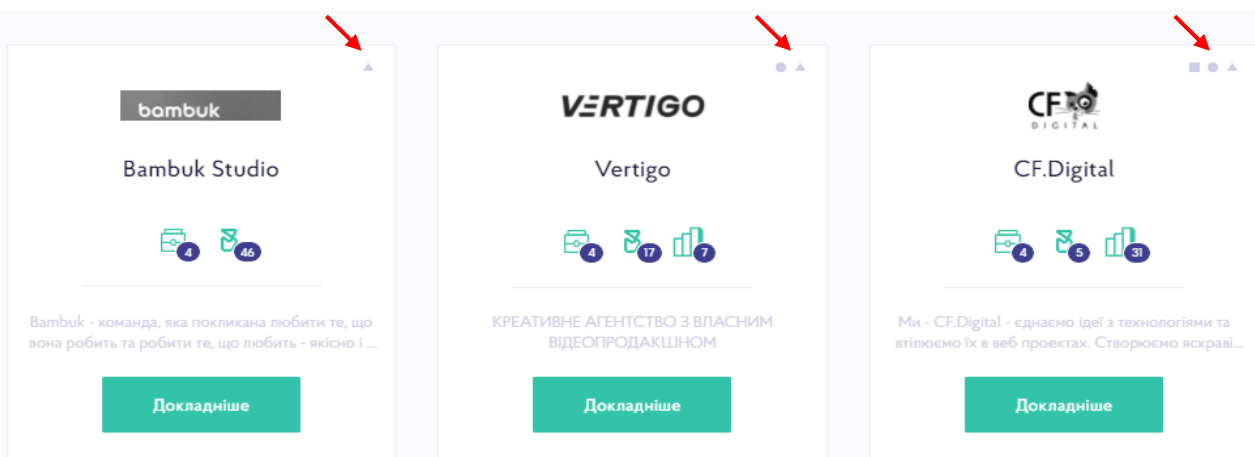 bambuk
Bambuk Studio
4 46
Bambuk - команда, яка покликана любити те, що
вона робить та робити те, що любить - якісно і ...
Докладніше
VERTIGO
Vertigo
4 17 7
КРЕАТИВНЕ АГЕНТСТВО З ВЛАСНИМ
ВІДЕОПРОДАКШНОМ
Докладніше
CF
DIGITAL
CF.Digital
4 5 31
Ми - CF.Digital - єднаємо ідеї з технологіями та
втілюємо їх в веб проектах. Створюємо яскраві...
Докладніше